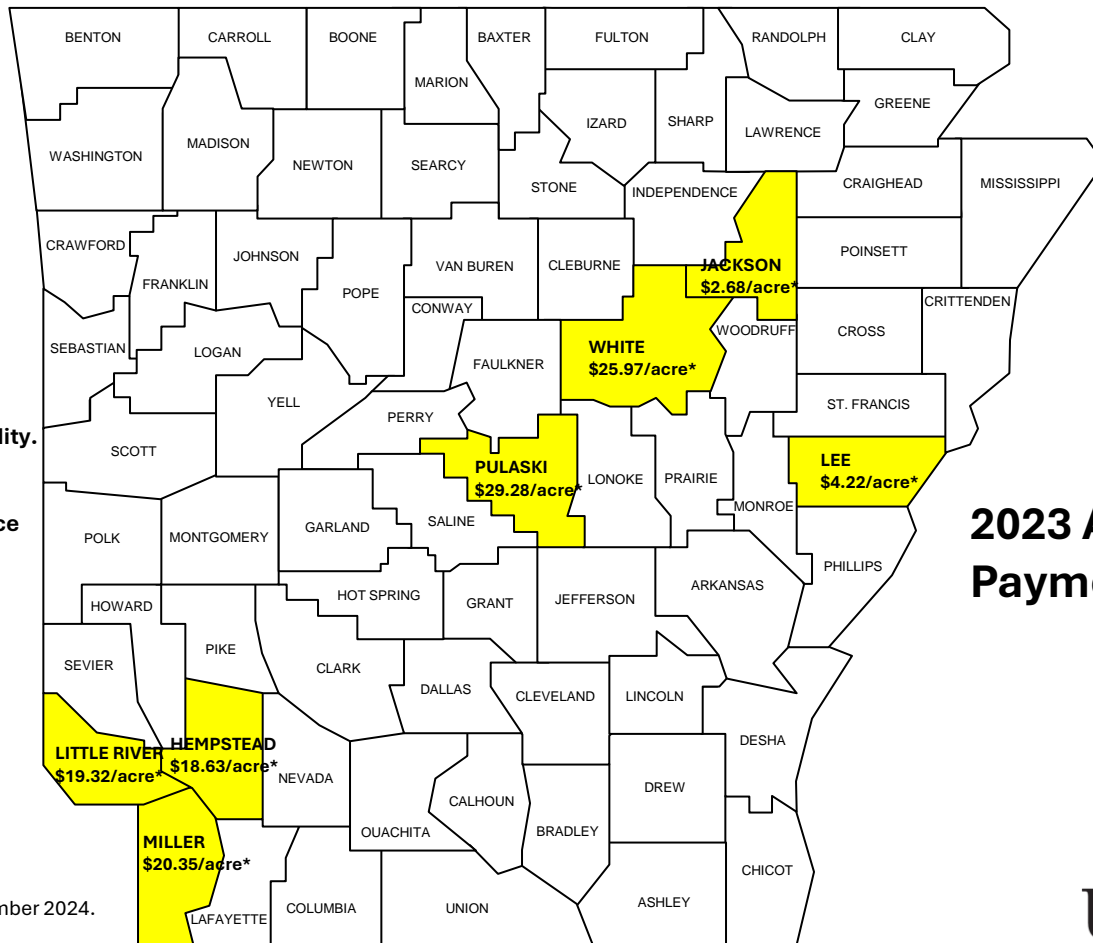 BENTON
CARROLL
BOONE
BAXTER
FULTON
RANDOLPH
CLAY
MARION
GREENE
IZARD
SHARP
LAWRENCE
WASHINGTON
MADISON
NEWTON
SEARCY
STONE
INDEPENDENCE
CRAIGHEAD
MISSISSIPPI
CRAWFORD
FRANKLIN
JOHNSON
POPE
VAN BUREN
CLEBURNE
JACKSON
$2.68/acre*
POINSETT
CONWAY
CRITTENDEN
SEBASTIAN
LOGAN
FAULKNER
WHITE
$25.97/acre*
WOODRUFF
CROSS
YELL
PERRY
ST. FRANCIS
lity.
SCOTT
PULASKI
$29.28/acre*
LONOKE
PRAIRIE
LEE
$4.22/acre*
MONROE
ce
POLK
MONTGOMERY
GARLAND
SALINE
2023 A
Payme
PHILLIPS
HOWARD
HOT SPRING
GRANT
JEFFERSON
ARKANSAS
SEVIER
PIKE
CLARK
DALLAS
CLEVELAND
LINCOLN
DESHA
LITTLE RIVER
$19.32/acre*
HEMPSTEAD
$18.63/acre*
NEVADA
CALHOUN
DREW
OUACHITA
BRADLEY
MILLER
$20.35/acre*
CHICOT
LAFAYETTE
COLUMBIA
UNION
ASHLEY
mber 2024.